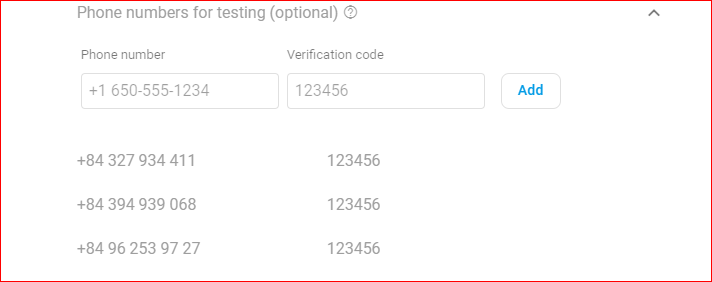 Phone numbers for testing (optional) ?
Phone number Verification code
+1 650-555-1234 123456 Add
+84 327 934 411 123456
+84 394 939 068 123456
+84 96 253 97 27 123456